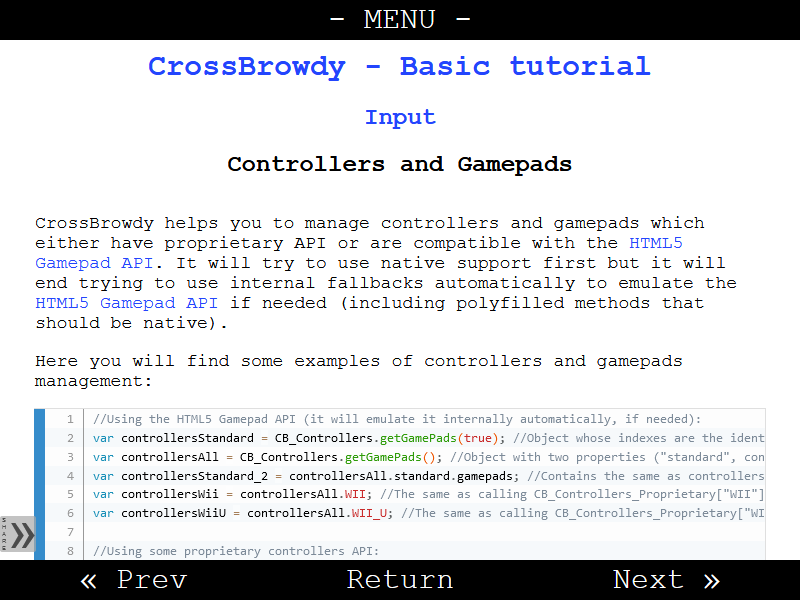 - MENU -
CrossBrowdy - Basic tutorial
Input
Controllers and Gamepads
CrossBrowdy helps you to manage controllers and gamepads which
either have proprietary API or are compatible with the HTML5
Gamepad API. It will try to use native support first but it will
end trying to use internal fallbacks automatically to emulate the
HTML5 Gamepad API if needed (including polyfilled methods that
should be native).
Here you will find some examples of controllers and gamepads
management:
1 //Using the HTML5 Gamepad API (it will emulate it internally automatically, if needed):
2 var controllersStandard = CB_Controllers.getGamePads(true); //Object whose indexes are the ident
3 var controllersAll = CB_Controllers.getGamePads(); //Object with two properties ("standard", con
4 var controllersStandard_2 = controllersAll.standard.gamepads; //Contains the same as controllers
5 var controllersWii = controllersAll.WII; //The same as calling CB_Controllers_Proprietary["WII"]
6 var controllersWiiU = controllersAll.WII_U; //The same as calling CB_Controllers_Proprietary["WI
7
8 //Using some proprietary controllers API:
SHARE »
« Prev Return Next »